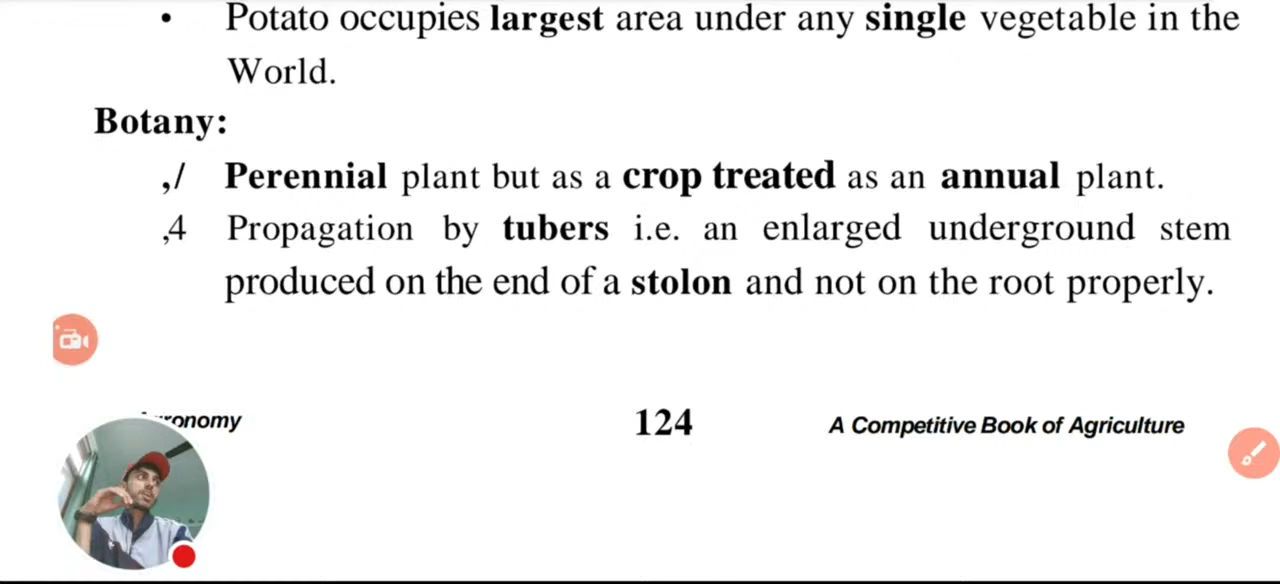 • Potato occupies largest area under any single vegetable in the
World.
Botany:
,/ Perennial plant but as a crop treated as an annual plant.
,4 Propagation by tubers i.e. an enlarged underground stem
produced on the end of a stolon and not on the root properly.
124 A Competitive Book of Agriculture